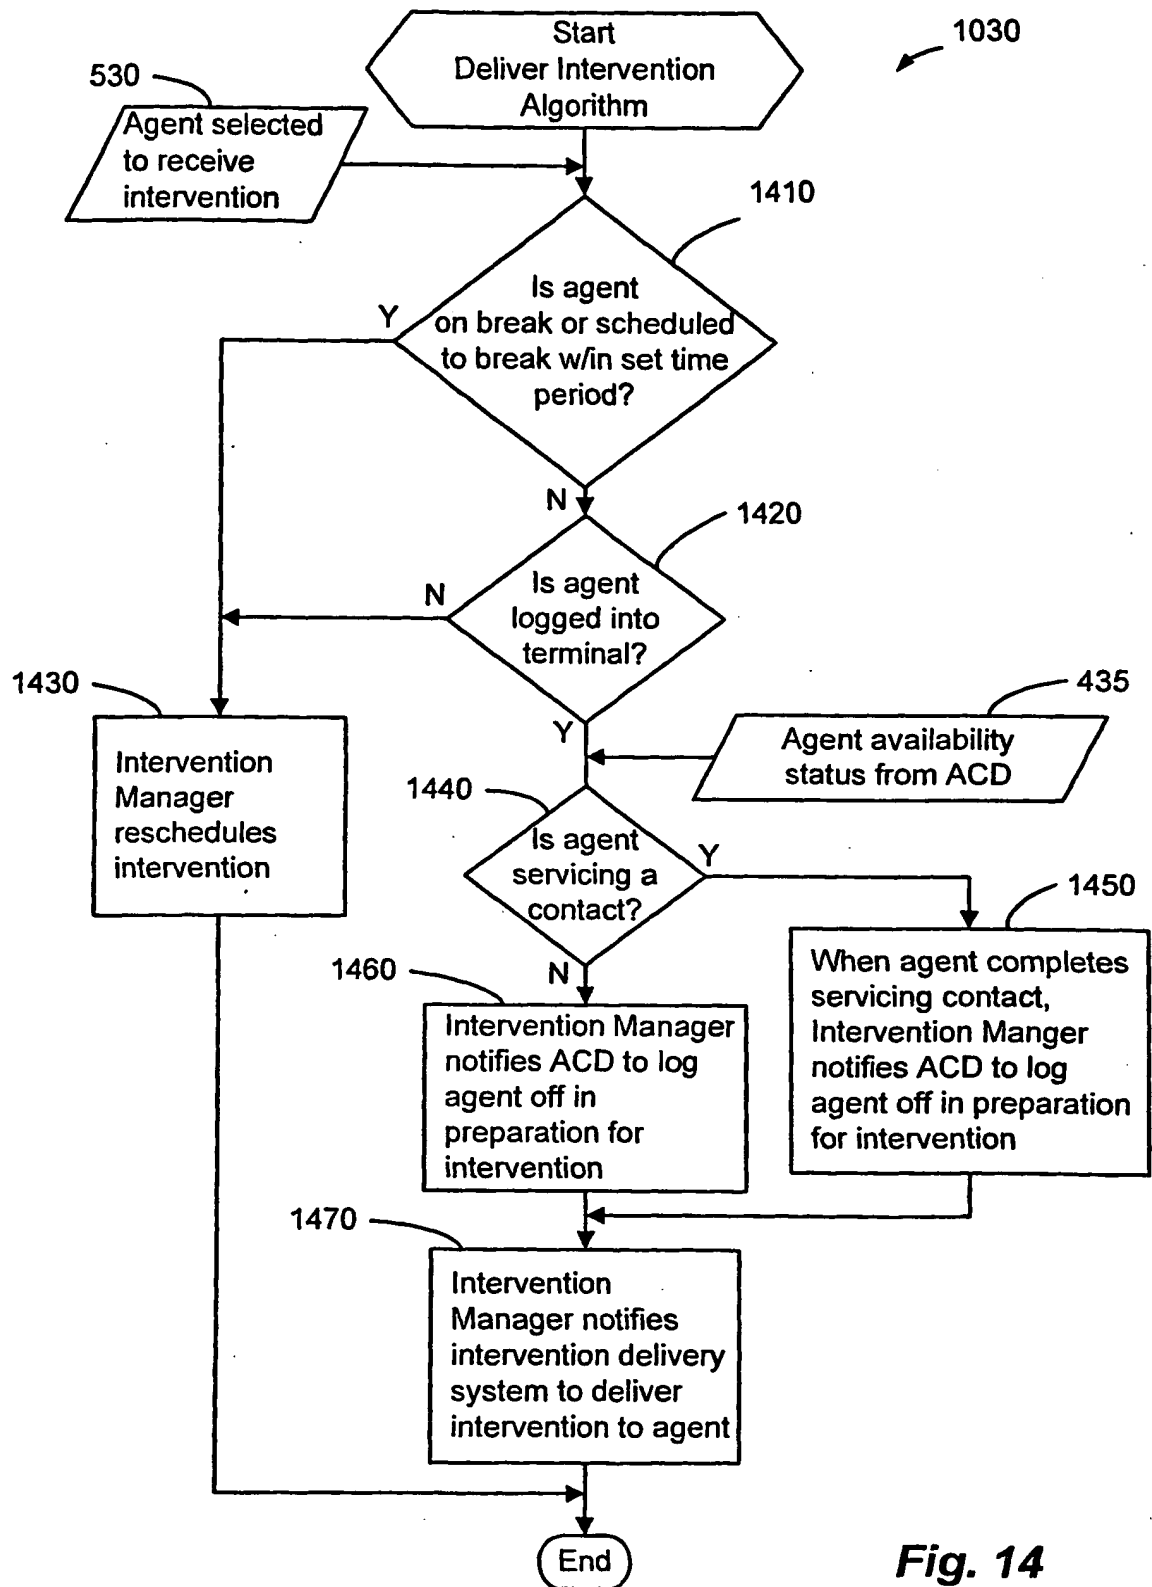 Start
Deliver Intervention
Algorithm
1030
530
Agent selected
to receive
intervention
1410
Is agent
on break or scheduled
to break w/in set time
period?
Y
N
1420
Is agent
logged into
terminal?
N
Y
1430
Intervention
Manager
reschedules
intervention
435
Agent availability
status from ACD
1440
Is agent
servicing a
contact?
Y
N
1450
When agent completes
servicing contact,
Intervention Manger
notifies ACD to log
agent off in preparation
for intervention
1460
Intervention Manager
notifies ACD to log
agent off in
preparation for
intervention
1470
Intervention
Manager notifies
intervention delivery
system to deliver
intervention to agent
End
Fig. 14